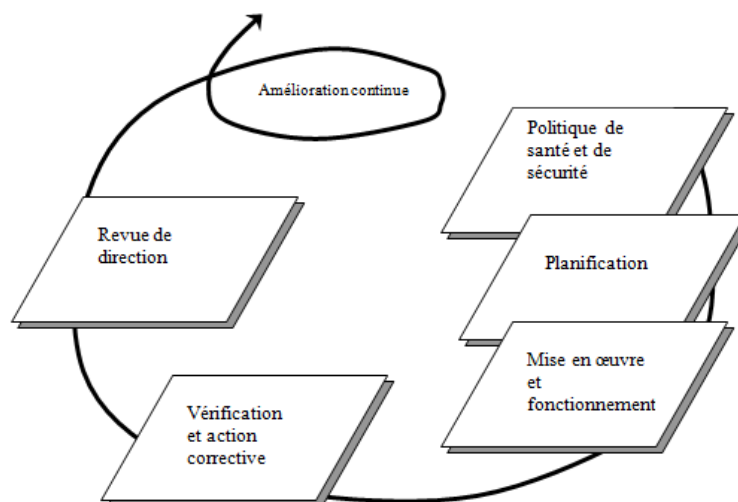 Amélioration continue
Politique de
santé et de
sécurité
Planification
Mise en œuvre
et
fonctionnement
Vérification
et action
corrective
Revue de
direction